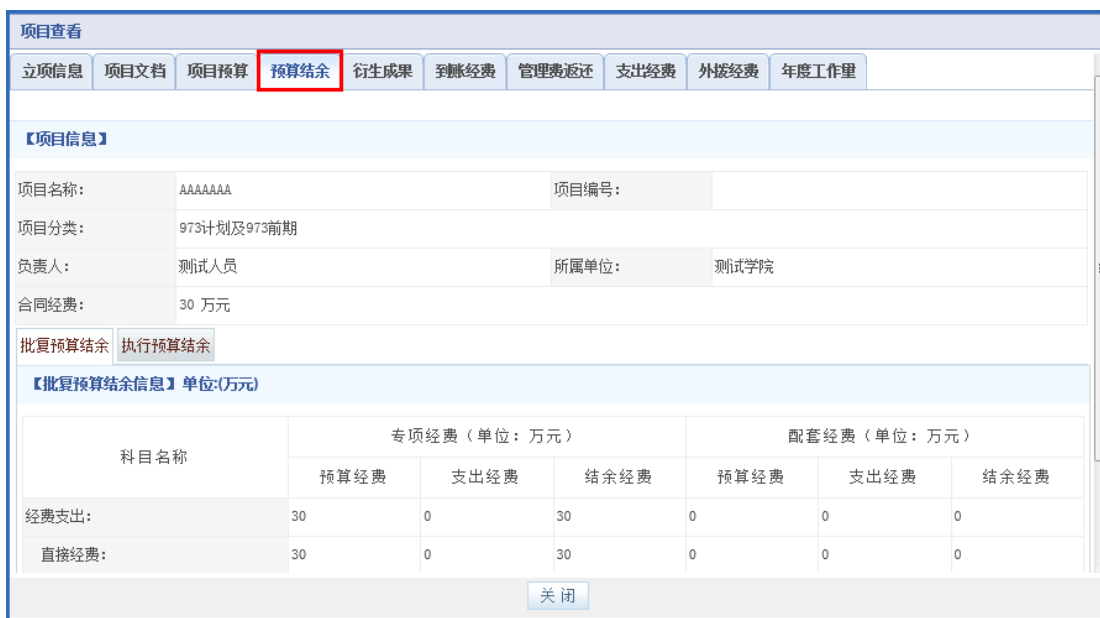 项目查看
立项信息 项目文档 项目预算 预算结余 衍生成果 到账经费 管理费返还 支出经费 外拨经费 年度工作量
【项目信息】
项目名称: AAAAAAA 项目编号:
项目分类: 973计划及973前期
负责人: 测试人员 所属单位: 测试学院
合同经费: 30 万元
批复预算结余 执行预算结余
【批复预算结余信息】单位:(万元)
科目名称 专项经费（单位：万元） 配套经费（单位：万元）
预算经费 支出经费 结余经费 预算经费 支出经费 结余经费
经费支出: 30 0 30 0 0 0
直接经费: 30 0 30 0 0 0
关 闭